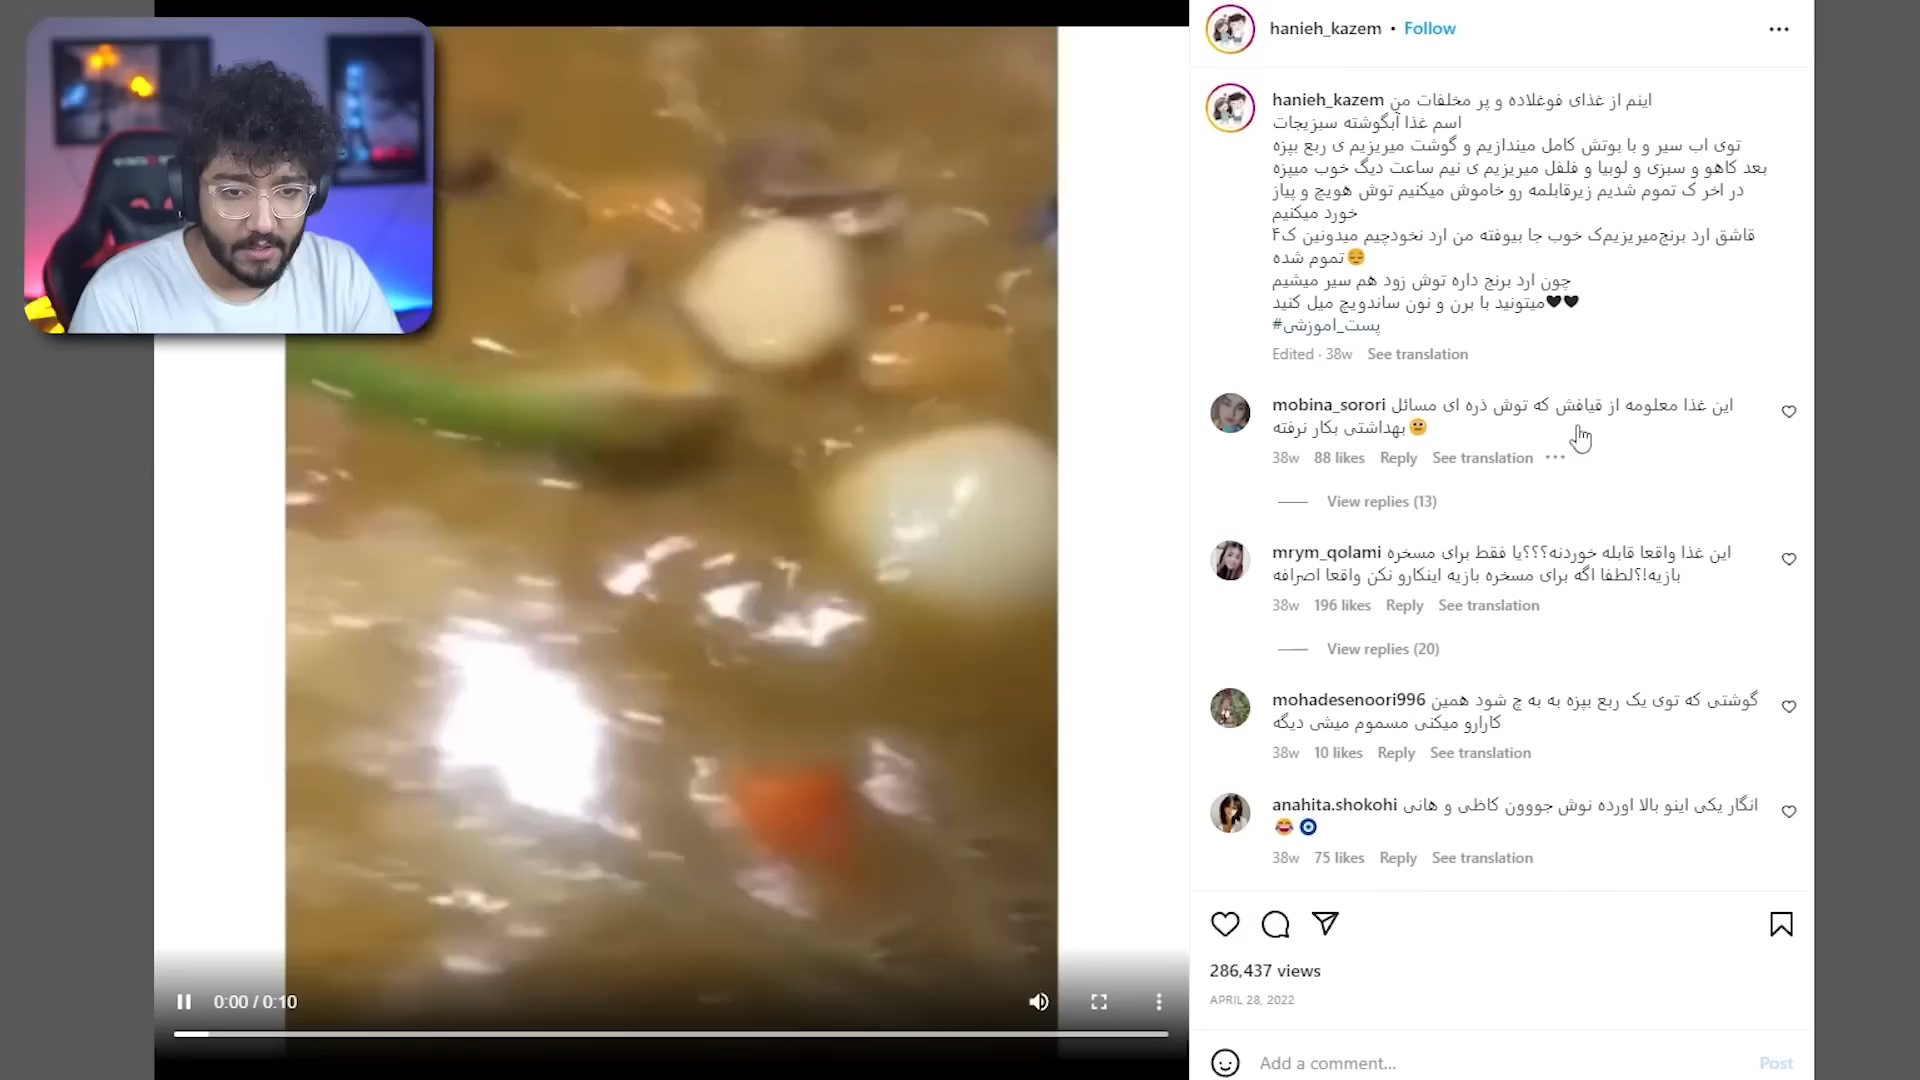 hanieh_kazem • Follow
hanieh_kazem اینم از غذای فوغلاده و پر مخلفات من
اسم غذا آبگوشته سبزیجات
توی اب سیر و با بوتش کامل میندازیم و گوشت میریزیم ی ربع بپزه
بعد کاهو و سبزی و لوبیا و فلفل میریزیم ی نیم ساعت دیگ خوب میپزه
در اخر ک تموم شدیم زیرقابلمه رو خاموش میکنیم توش هویج و پیاز
خورد میکنیم
۴قاشق ارد برنج‌میریزیم‌ک خوب جا بیوفته من ارد نخودچیم میدونین ک
تموم شده😔
چون ارد برنج داره توش زود هم سیر میشیم
میتونید با برن و نون ساندویچ میل کنید🖤🖤
#پست_اموزشی
Edited · 38w See translation
mobina_sorori این غذا معلومه از قیافش که توش ذره ای مسائل
بهداشتی بکار نرفته😐
38w 88 likes Reply See translation
View replies (13)
mrym_qolami این غذا واقعا قابله خوردنه؟؟؟یا فقط برای مسخره
بازیه!؟لطفا اگه برای مسخره بازیه اینکارو نکن واقعا اصرافه
38w 196 likes Reply See translation
View replies (20)
mohadesenoori996 گوشتی که توی یک ربع بپزه به به چ شود همین
کارارو میکنی مسموم میشی دیگه
38w 10 likes Reply See translation
anahita.shokohi انگار یکی اینو بالا اورده نوش جووون کاظی و هانی
😂🧿
38w 75 likes Reply See translation
286,437 views
APRIL 28, 2022
0:00 / 0:10
Add a comment... Post